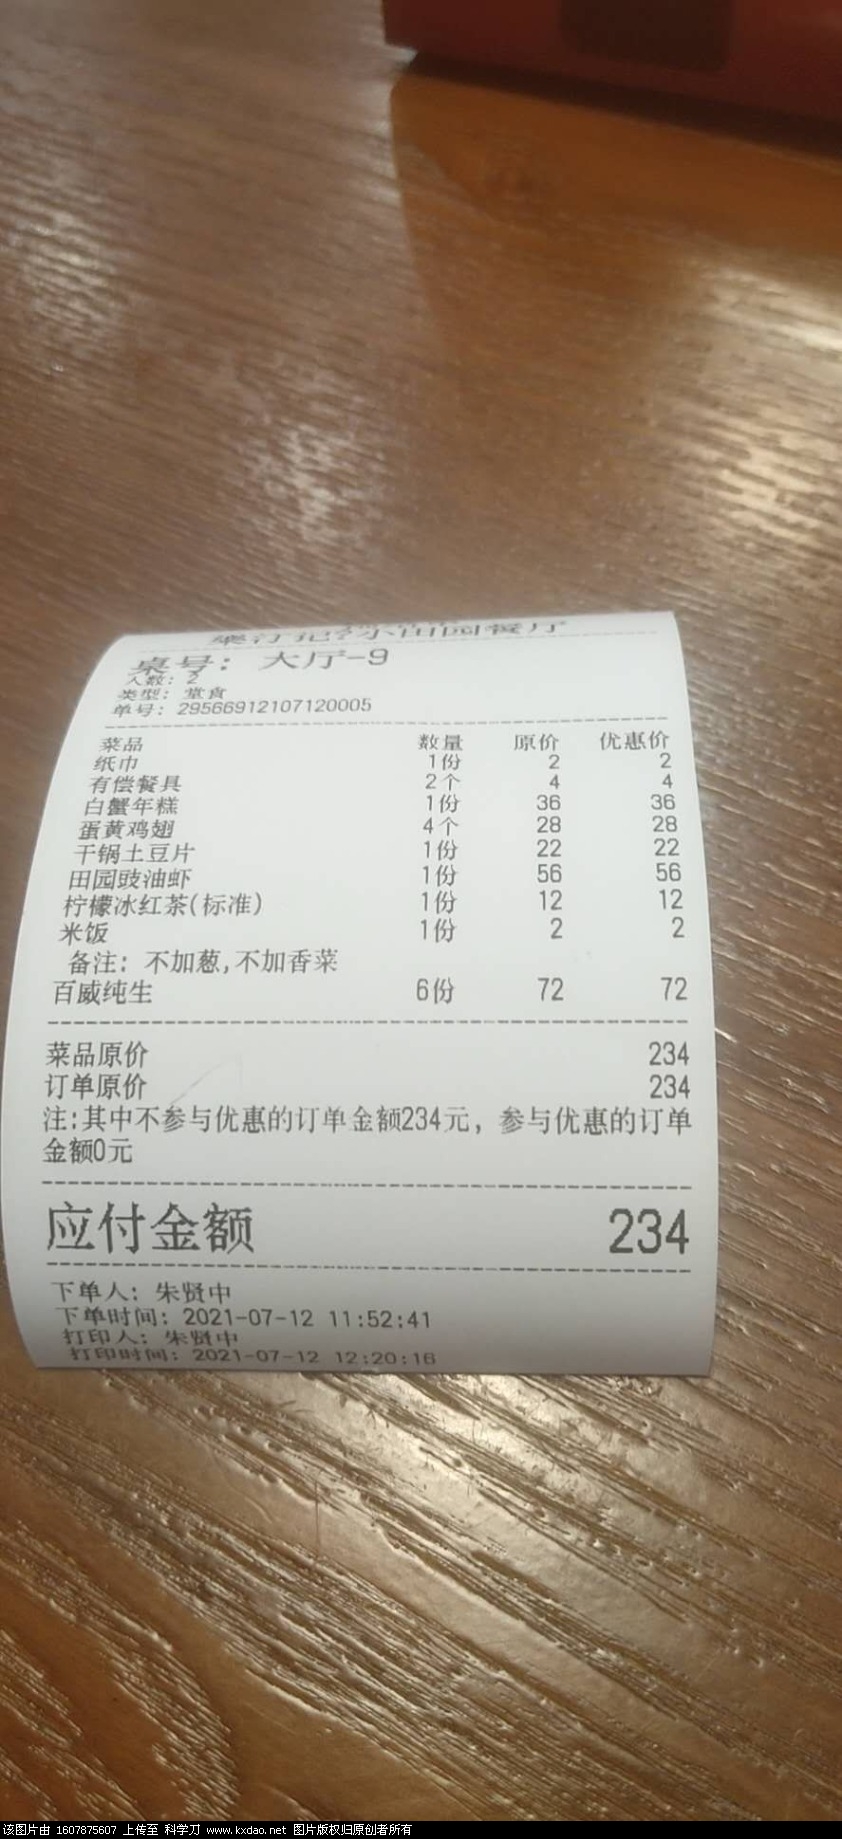 小田园餐厅
桌号: 大厅-9
人数: 2
类型: 堂食
单号: 29566912107120005
菜品 数量 原价 优惠价
纸巾 1份 2 2
有偿餐具 2个 4 4
白蟹年糕 1份 36 36
蛋黄鸡翅 4个 28 28
干锅土豆片 1份 22 22
田园豉油虾 1份 56 56
柠檬冰红茶(标准) 1份 12 12
米饭 1份 2 2
备注: 不加葱,不加香菜
百威纯生 6份 72 72
菜品原价 234
订单原价 234
注:其中不参与优惠的订单金额234元, 参与优惠的订单
金额0元
应付金额 234
下单人: 朱贤中
下单时间: 2021-07-12 11:52:41
打印人: 朱贤中
打印时间: 2021-07-12 12:20:16
该图片由 1607875607 上传至 科学刀 www.kxdao.net 图片版权归原创者所有